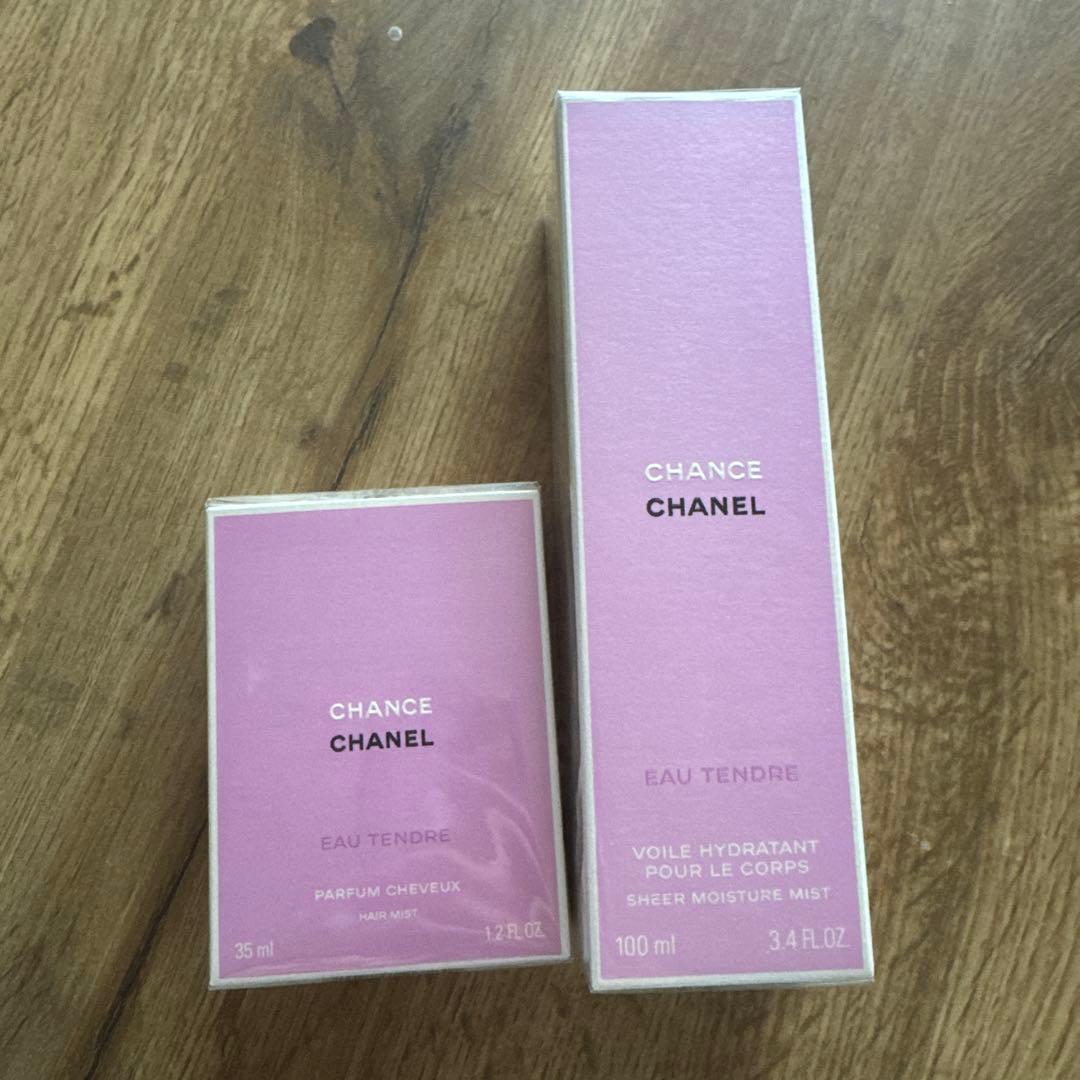 CHANCE
CHANEL
EAU TENDRE
PARFUM CHEVEUX
HAIR MIST
35 ml 1.2 FL.OZ.
CHANCE
CHANEL
EAU TENDRE
VOILE HYDRATANT
POUR LE CORPS
SHEER MOISTURE MIST
100 ml 3.4 FL.OZ.